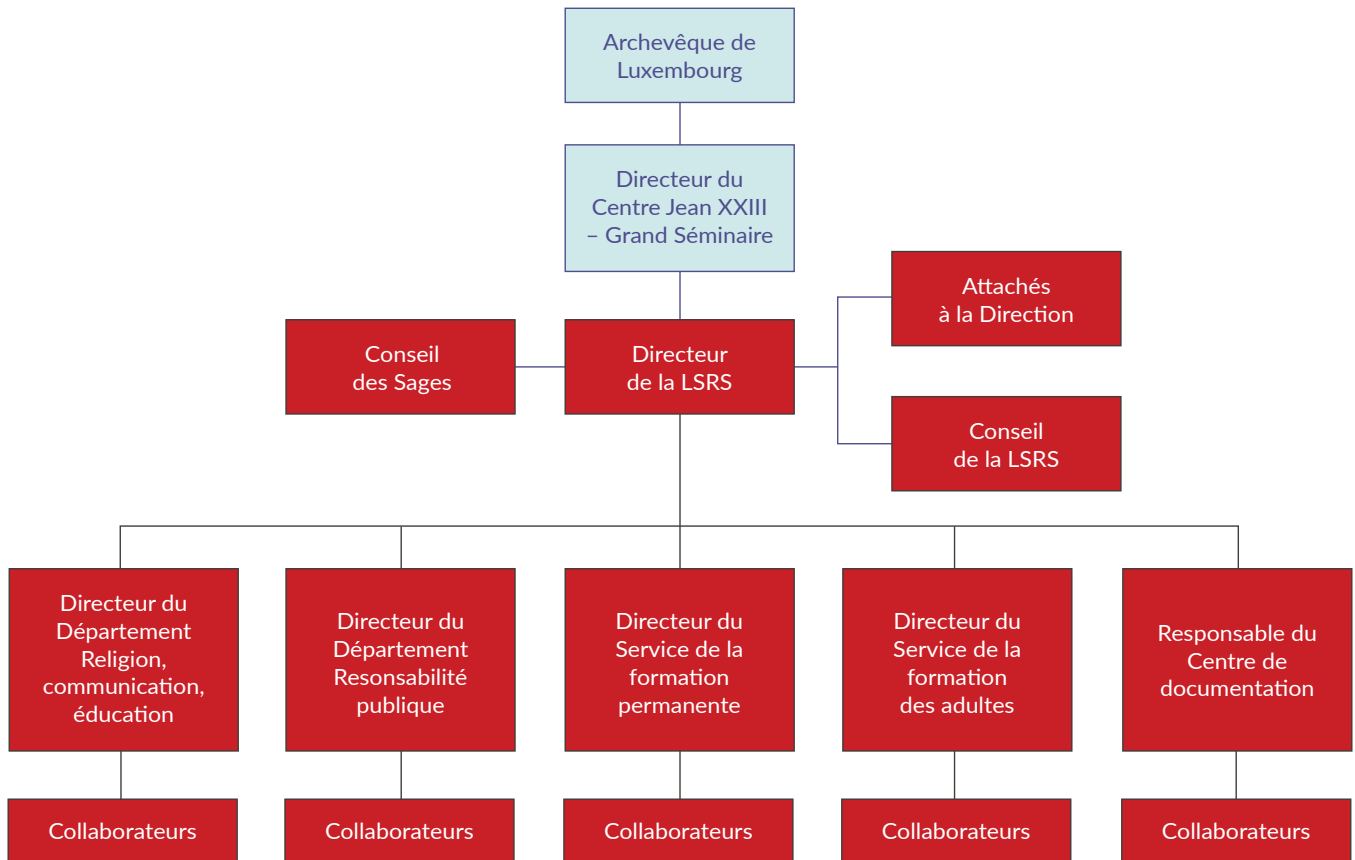 Archevêque de
Luxembourg
Directeur du
Centre Jean XXIII
– Grand Séminaire
Attachés
à la Direction
Conseil
des Sages
Directeur
de la LSRS
Conseil
de la LSRS
Directeur du
Département
Religion,
communication,
éducation
Directeur du
Département
Resonsabilité
publique
Directeur du
Service de la
formation
permanente
Directeur du
Service de la
formation
des adultes
Responsable du
Centre de
documentation
Collaborateurs
Collaborateurs
Collaborateurs
Collaborateurs
Collaborateurs